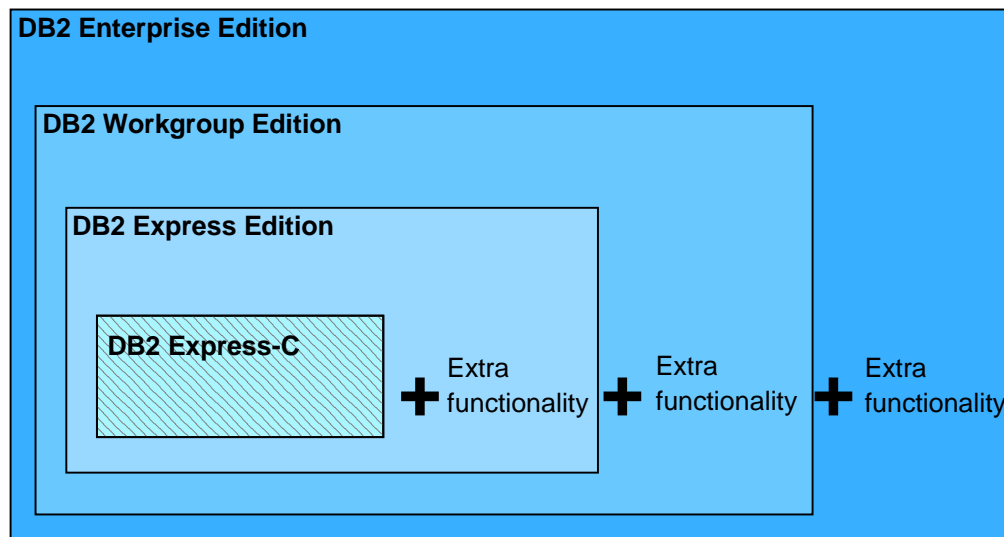 DB2 Enterprise Edition
DB2 Workgroup Edition
DB2 Express Edition
DB2 Express-C
Extra
functionality
Extra
functionality
Extra
functionality